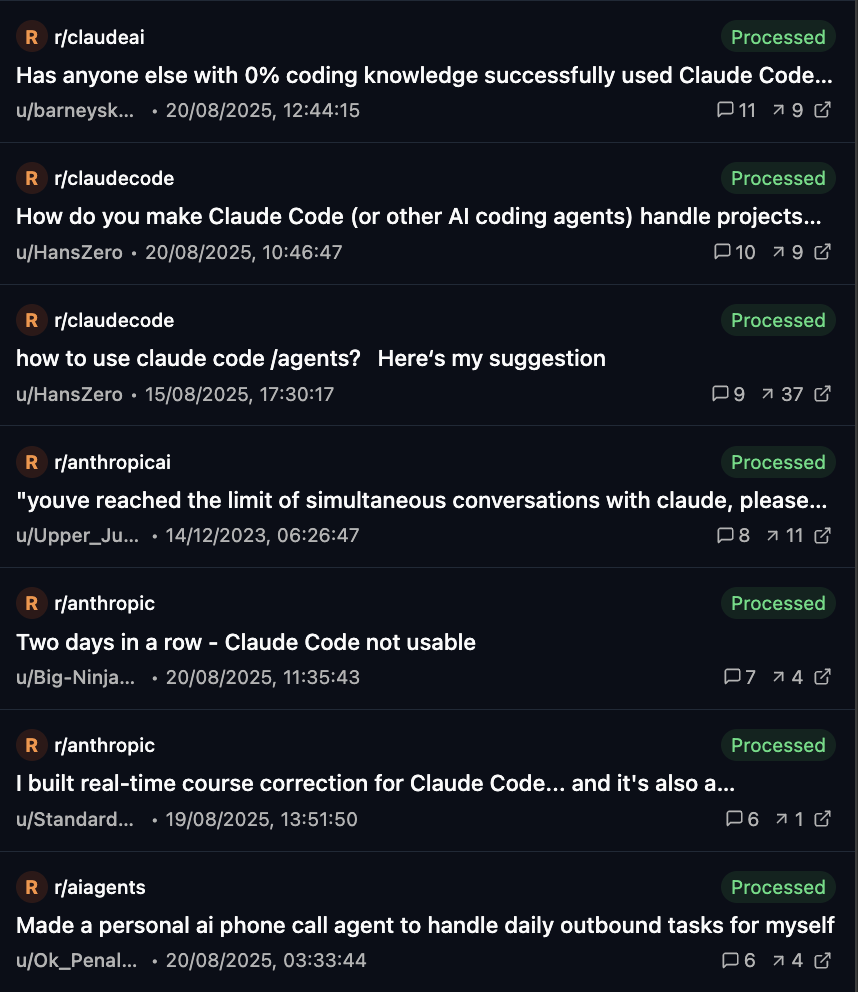 R r/claudeai Processed
Has anyone else with 0% coding knowledge successfully used Claude Code...
u/barneysk... • 20/08/2025, 12:44:15 11 9
R r/claudecode Processed
How do you make Claude Code (or other AI coding agents) handle projects...
u/HansZero • 20/08/2025, 10:46:47 10 9
R r/claudecode Processed
how to use claude code /agents? Here‘s my suggestion
u/HansZero • 15/08/2025, 17:30:17 9 37
R r/anthropicai Processed
"youve reached the limit of simultaneous conversations with claude, please...
u/Upper_Ju... • 14/12/2023, 06:26:47 8 11
R r/anthropic Processed
Two days in a row - Claude Code not usable
u/Big-Ninja... • 20/08/2025, 11:35:43 7 4
R r/anthropic Processed
I built real-time course correction for Claude Code... and it's also a...
u/Standard... • 19/08/2025, 13:51:50 6 1
R r/aiagents Processed
Made a personal ai phone call agent to handle daily outbound tasks for myself
u/Ok_Penal... • 20/08/2025, 03:33:44 6 4